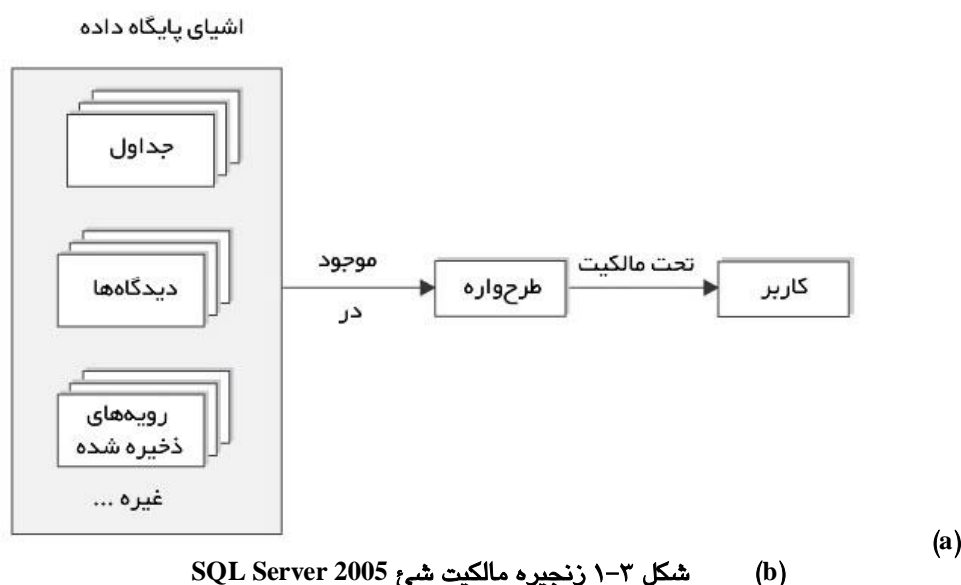 اشیای پایگاه داده
جداول
دیدگاه‌ها
رویه‌های
ذخیره شده
غیره ...
موجود
در
طرح‌واره
تحت مالکیت
کاربر
(a)
(b) شکل ۳-۱ زنجیره مالکیت شئ SQL Server 2005